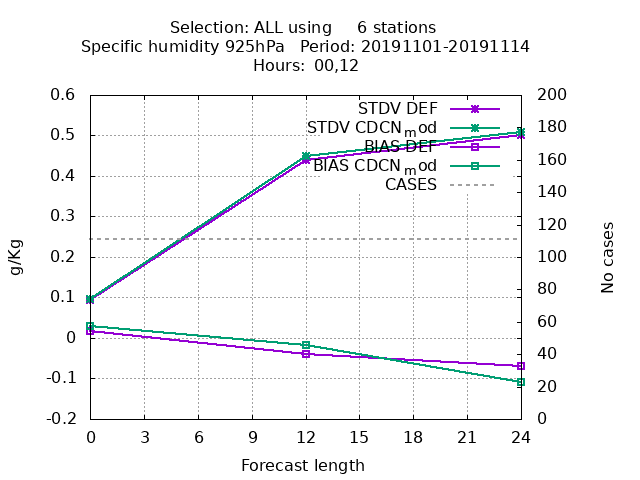 Selection: ALL using     6 stations
Specific humidity 925hPa   Period: 20191101-20191114
Hours: 00,12
STDV DEF
STDV CDCN_mod
BIAS DEF
BIAS CDCN_mod
CASES
0.6
0.5
0.4
0.3
0.2
0.1
0
-0.1
-0.2
g/Kg
200
180
160
140
120
100
80
60
40
20
0
No cases
0 3 6 9 12 15 18 21 24
Forecast length